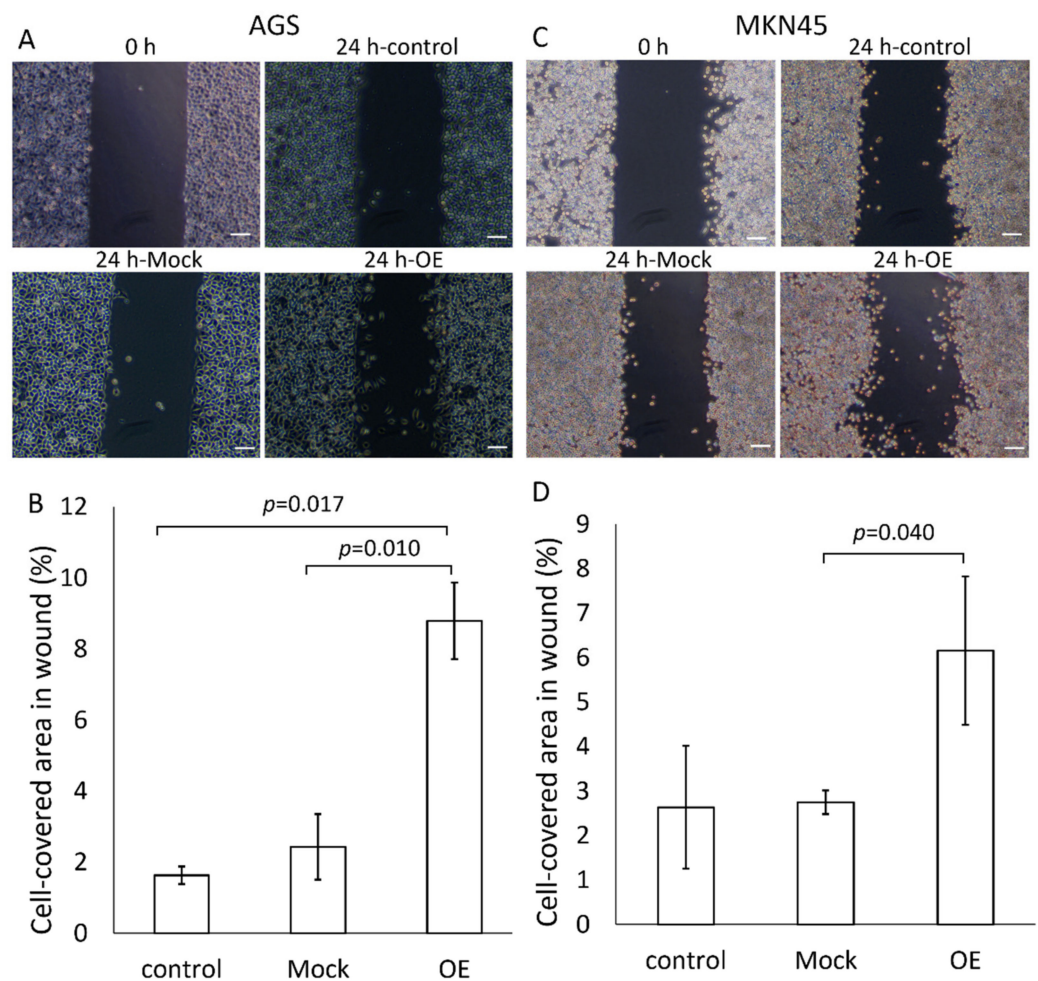 A AGS
0 h 24 h-control
24 h-Mock 24 h-OE
C MKN45
0 h 24 h-control
24 h-Mock 24 h-OE
B
Cell-covered area in wound (%)
12
10
8
6
4
2
0
p=0.017
p=0.010
control Mock OE
D
Cell-covered area in wound (%)
9
8
7
6
5
4
3
2
1
0
p=0.040
control Mock OE